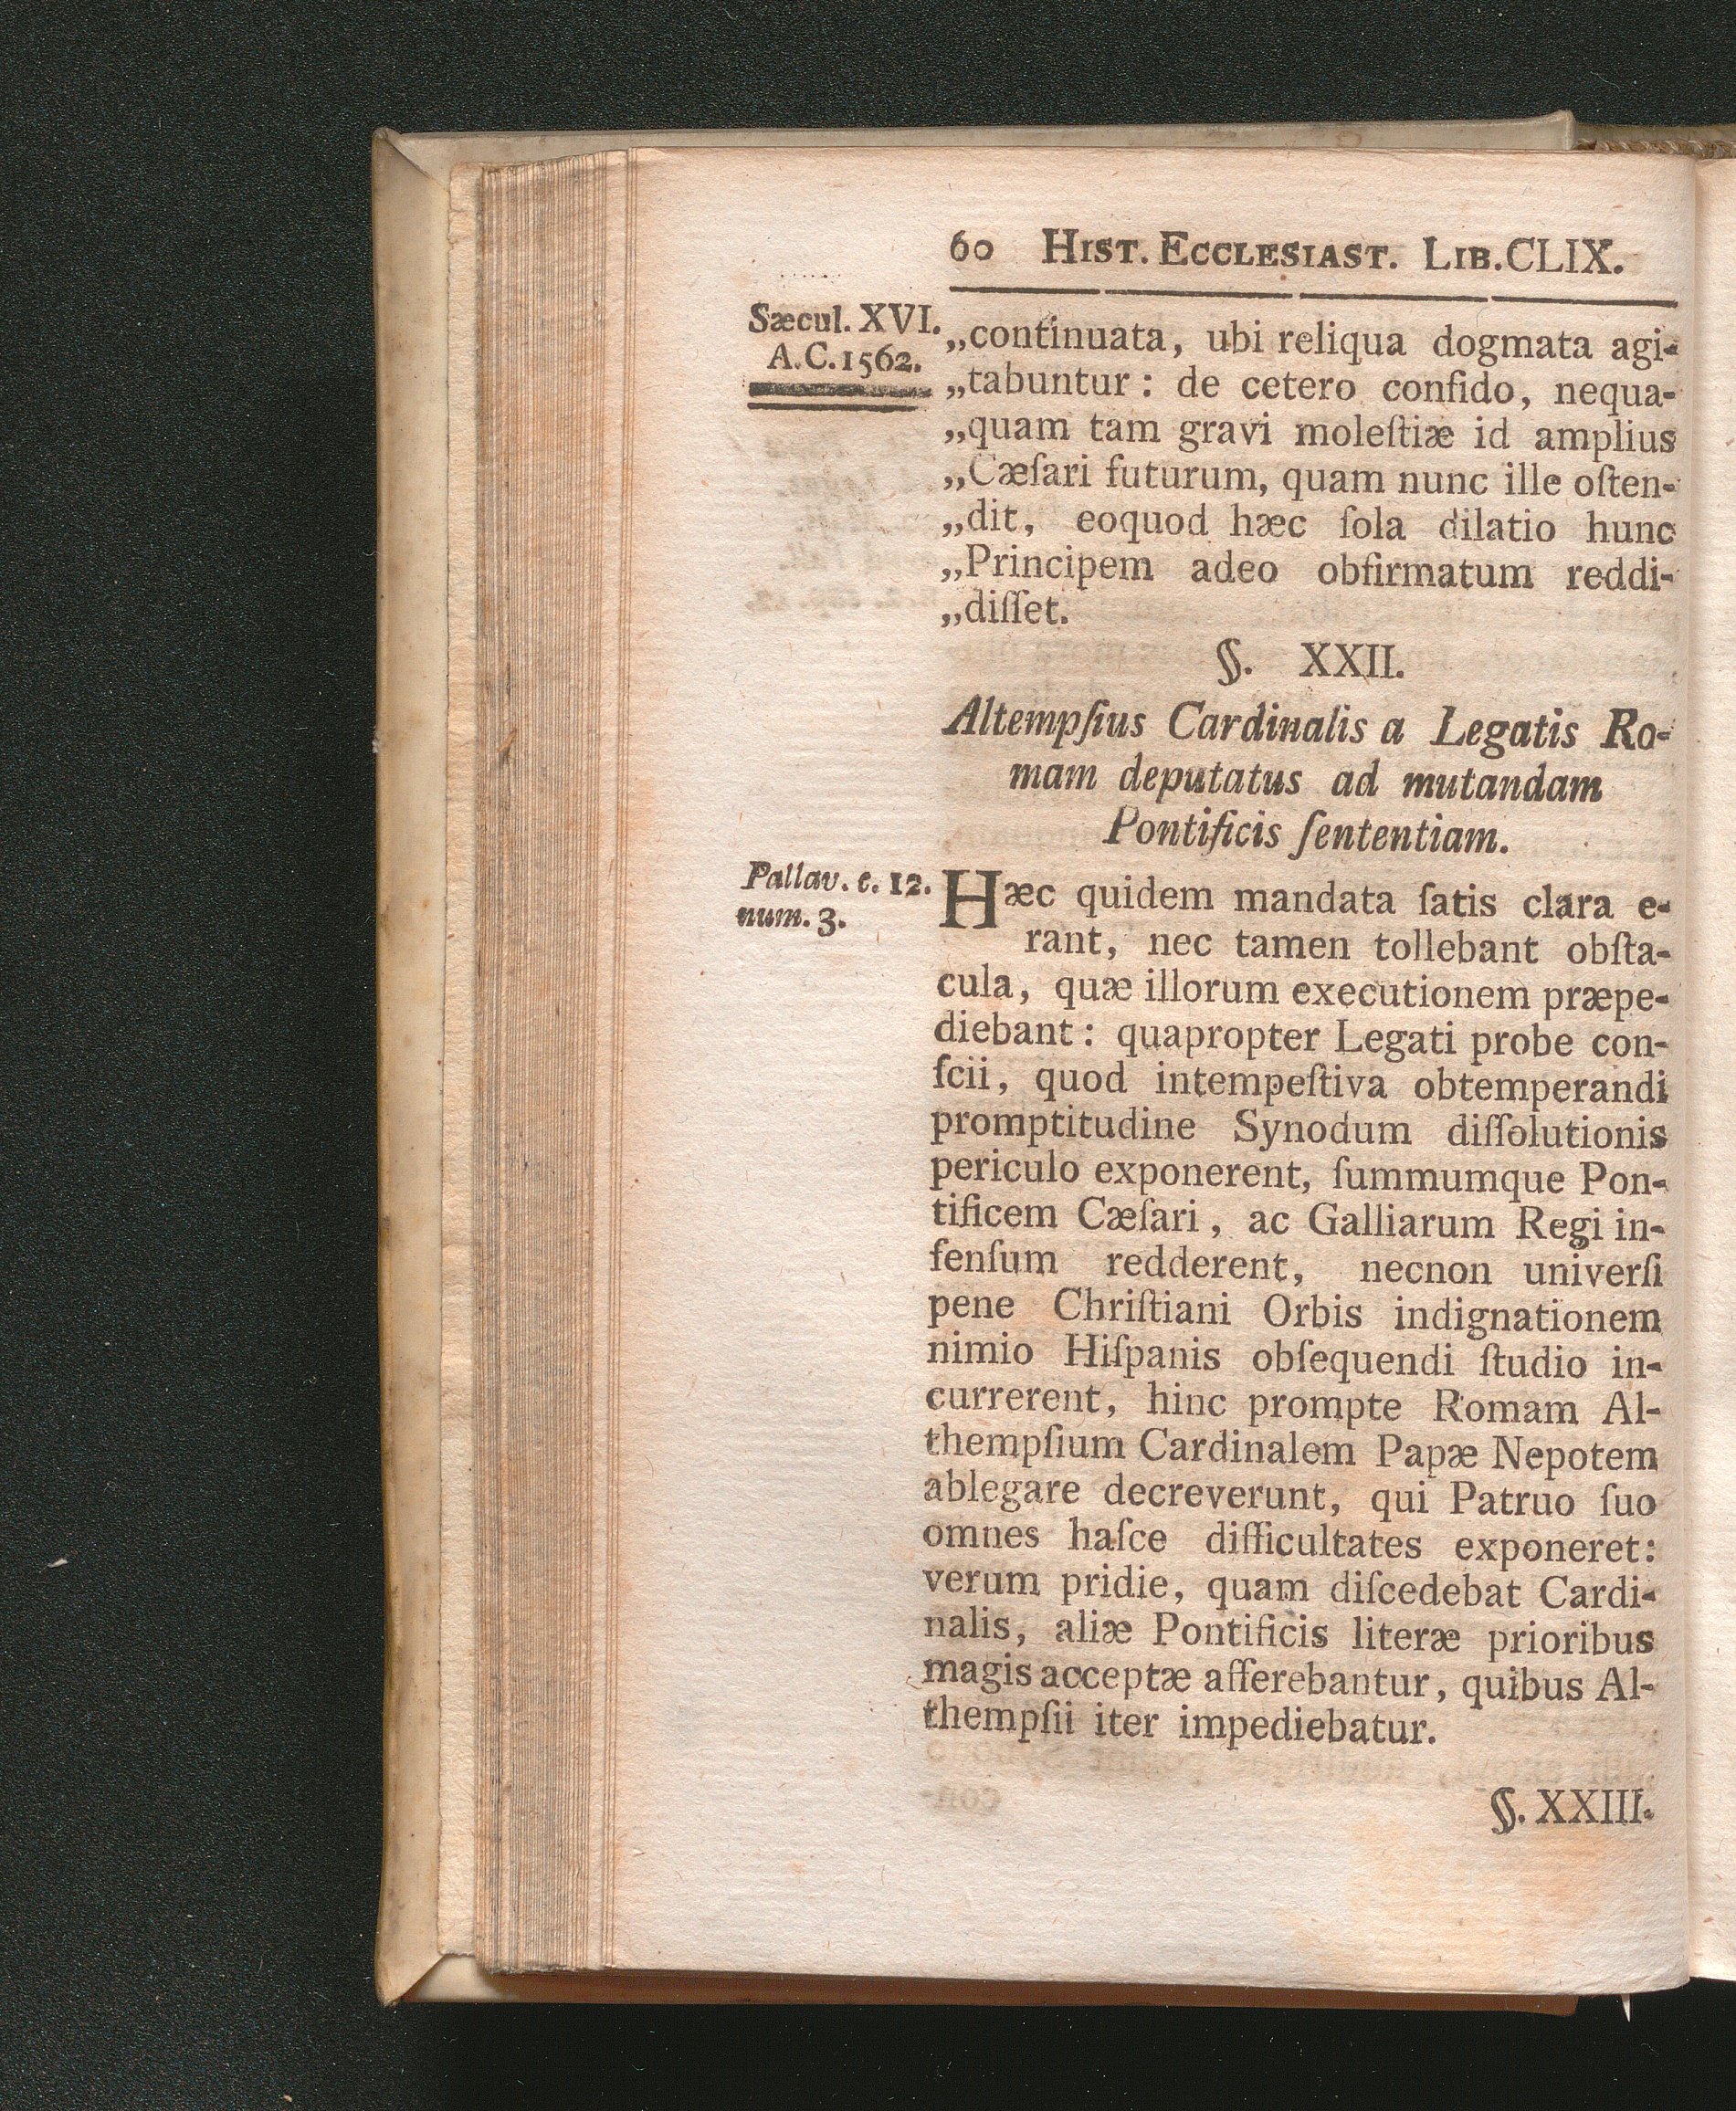 60 HIST. ECCLESIAST. LIB. CLIX.
Sæcul. XVI.
A.C. 1562.
„continuata, ubi reliqua dogmata agi-
„tabuntur: de cetero confido, nequa-
„quam tam gravi moleſtiæ id amplius
„Cæſari futurum, quam nunc ille oſten-
„dit, eoquod hæc ſola dilatio hunc
„Principem adeo obfirmatum reddi-
„diſſet.
§. XXII.
Altempſius Cardinalis a Legatis Ro-
mam deputatus ad mutandam
Pontificis ſententiam.
Pallav. c. 12.
num. 3.
Hæc quidem mandata ſatis clara e-
rant, nec tamen tollebant obſta-
cula, quæ illorum executionem præpe-
diebant: quapropter Legati probe con-
ſcii, quod intempeſtiva obtemperandi
promptitudine Synodum diſſolutionis
periculo exponerent, ſummumque Pon-
tificem Cæſari, ac Galliarum Regi in-
fenſum redderent, necnon univerſi
pene Chriſtiani Orbis indignationem
nimio Hiſpanis obſequendi ſtudio in-
currerent, hinc prompte Romam Al-
thempſium Cardinalem Papæ Nepotem
ablegare decreverunt, qui Patruo ſuo
omnes haſce difficultates exponeret:
verum pridie, quam diſcedebat Cardi-
nalis, aliæ Pontificis literæ prioribus
magis acceptæ afferebantur, quibus Al-
thempſii iter impediebatur.
§. XXIII.